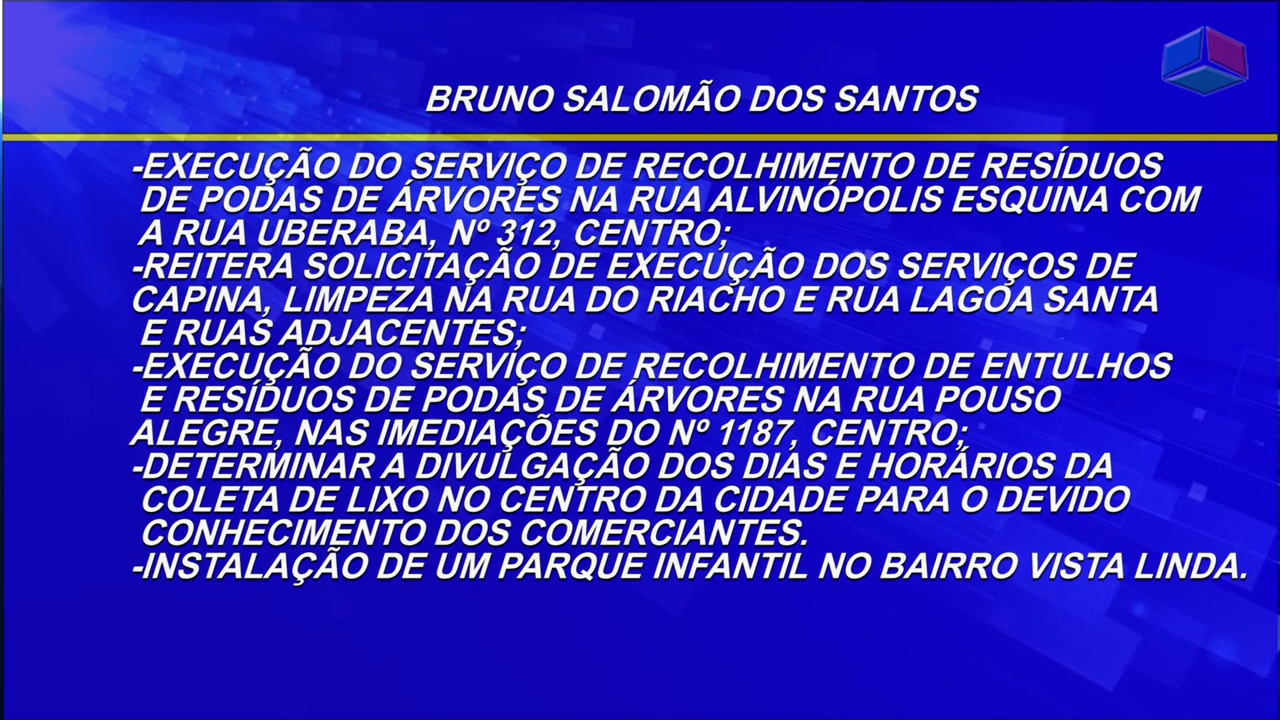 BRUNO SALOMÃO DOS SANTOS
-EXECUÇÃO DO SERVIÇO DE RECOLHIMENTO DE RESÍDUOS
DE PODAS DE ÁRVORES NA RUA ALVINÓPOLIS ESQUINA COM
A RUA UBERABA, Nº 312, CENTRO;
-REITERA SOLICITAÇÃO DE EXECUÇÃO DOS SERVIÇOS DE
CAPINA, LIMPEZA NA RUA DO RIACHO E RUA LAGOA SANTA
E RUAS ADJACENTES;
-EXECUÇÃO DO SERVIÇO DE RECOLHIMENTO DE ENTULHOS
E RESÍDUOS DE PODAS DE ÁRVORES NA RUA POUSO
ALEGRE, NAS IMEDIAÇÕES DO Nº 1187, CENTRO;
-DETERMINAR A DIVULGAÇÃO DOS DIAS E HORÁRIOS DA
COLETA DE LIXO NO CENTRO DA CIDADE PARA O DEVIDO
CONHECIMENTO DOS COMERCIANTES.
-INSTALAÇÃO DE UM PARQUE INFANTIL NO BAIRRO VISTA LINDA.